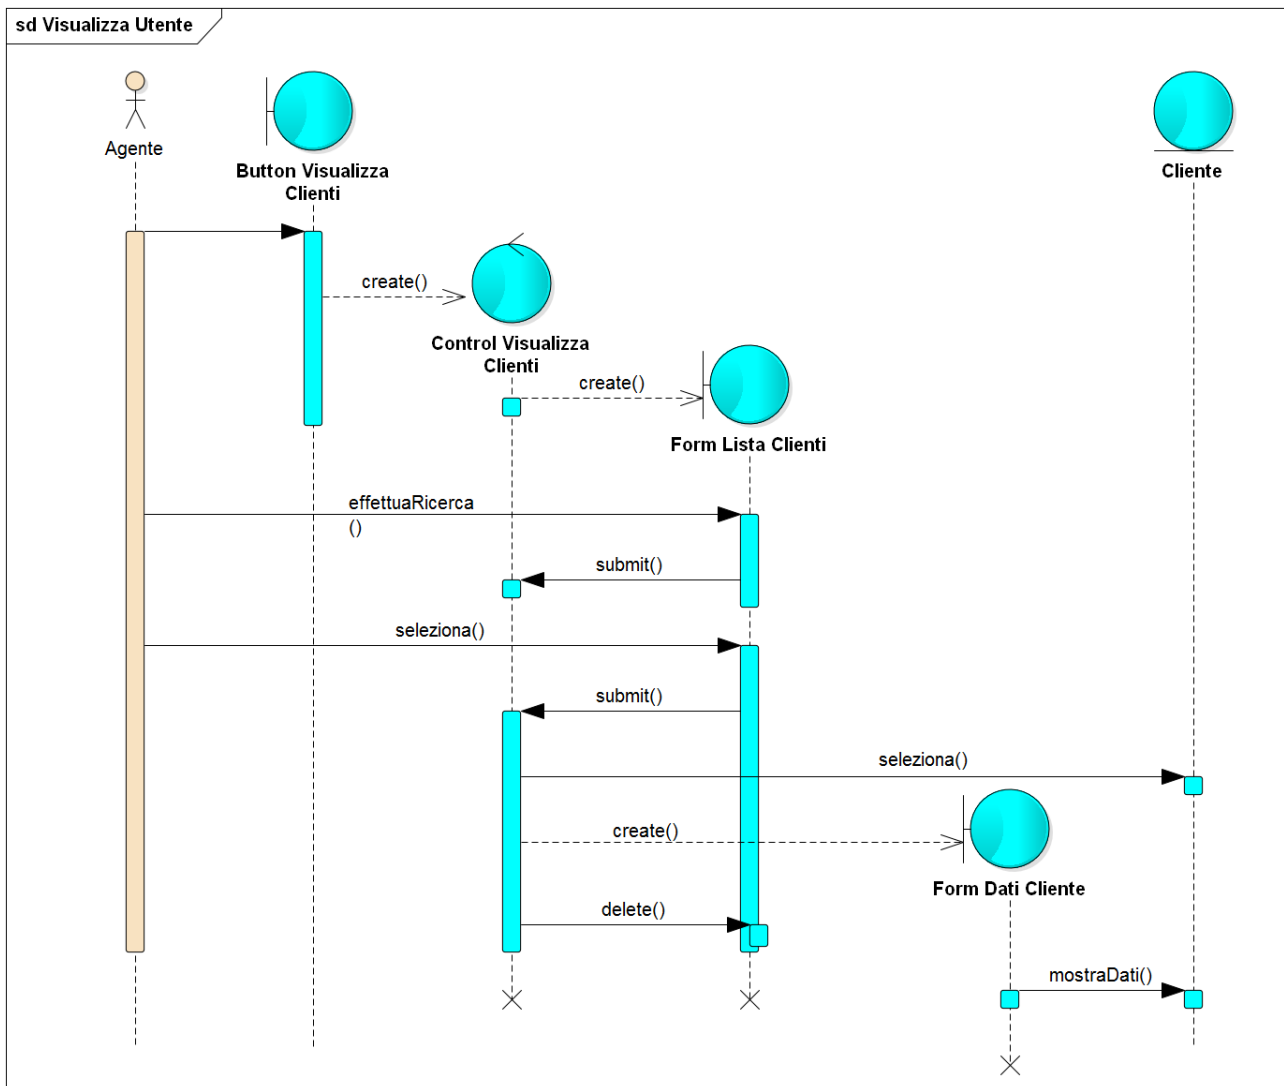 sd Visualizza Utente
Agente
Button Visualizza
Clienti
Cliente
create()
Control Visualizza
Clienti
create()
Form Lista Clienti
effettuaRicerca
()
submit()
seleziona()
submit()
seleziona()
create()
Form Dati Cliente
delete()
mostraDati()